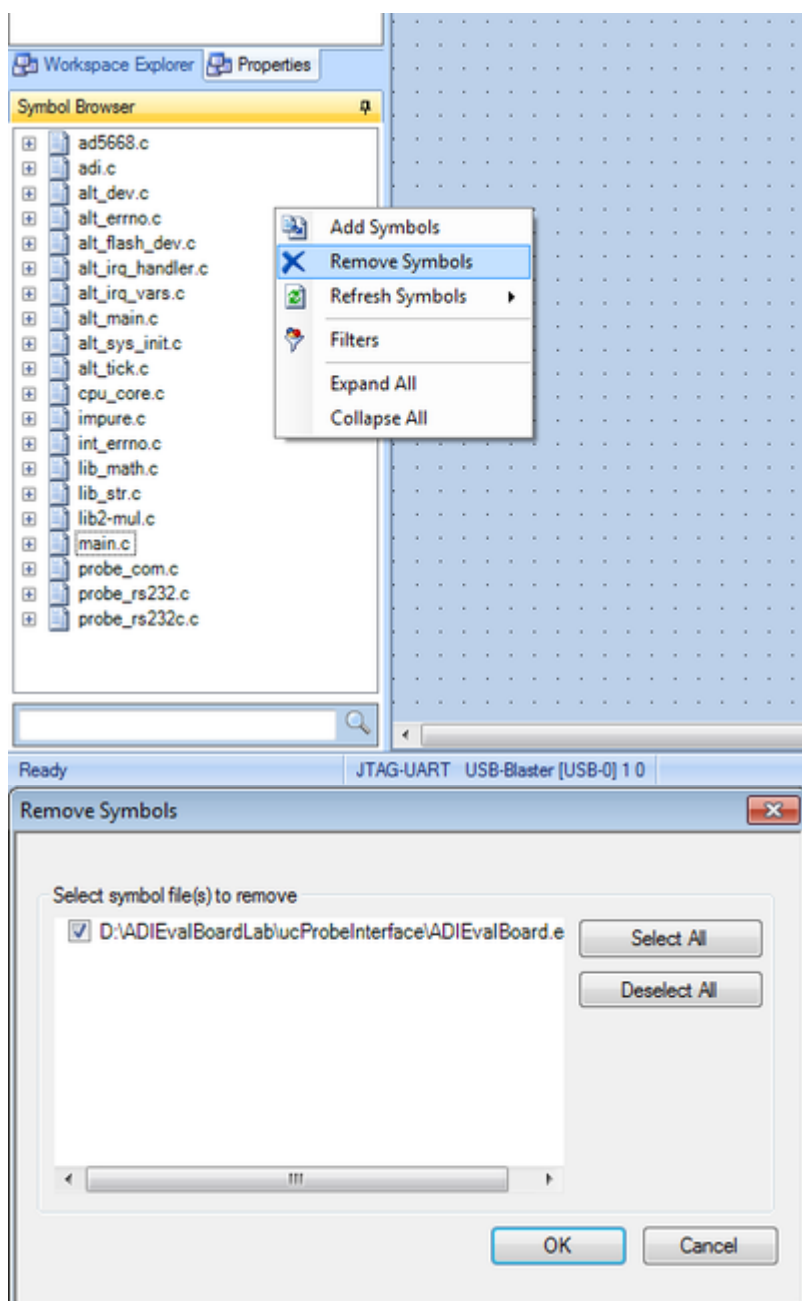 Workspace Explorer Properties
Symbol Browser
ad5668.c
adi.c
alt_dev.c
alt_errno.c
alt_flash_dev.c
alt_irq_handler.c
alt_irq_vars.c
alt_main.c
alt_sys_init.c
alt_tick.c
cpu_core.c
impure.c
int_errno.c
lib_math.c
lib_str.c
lib2-mul.c
main.c
probe_com.c
probe_rs232.c
probe_rs232c.c
Add Symbols
Remove Symbols
Refresh Symbols
Filters
Expand All
Collapse All
Ready JTAG-UART USB-Blaster [USB-0] 1 0
Remove Symbols
Select symbol file(s) to remove
D:\ADIEvalBoardLab\ucProbeInterface\ADIEvalBoard.e
Select All
Deselect All
OK Cancel